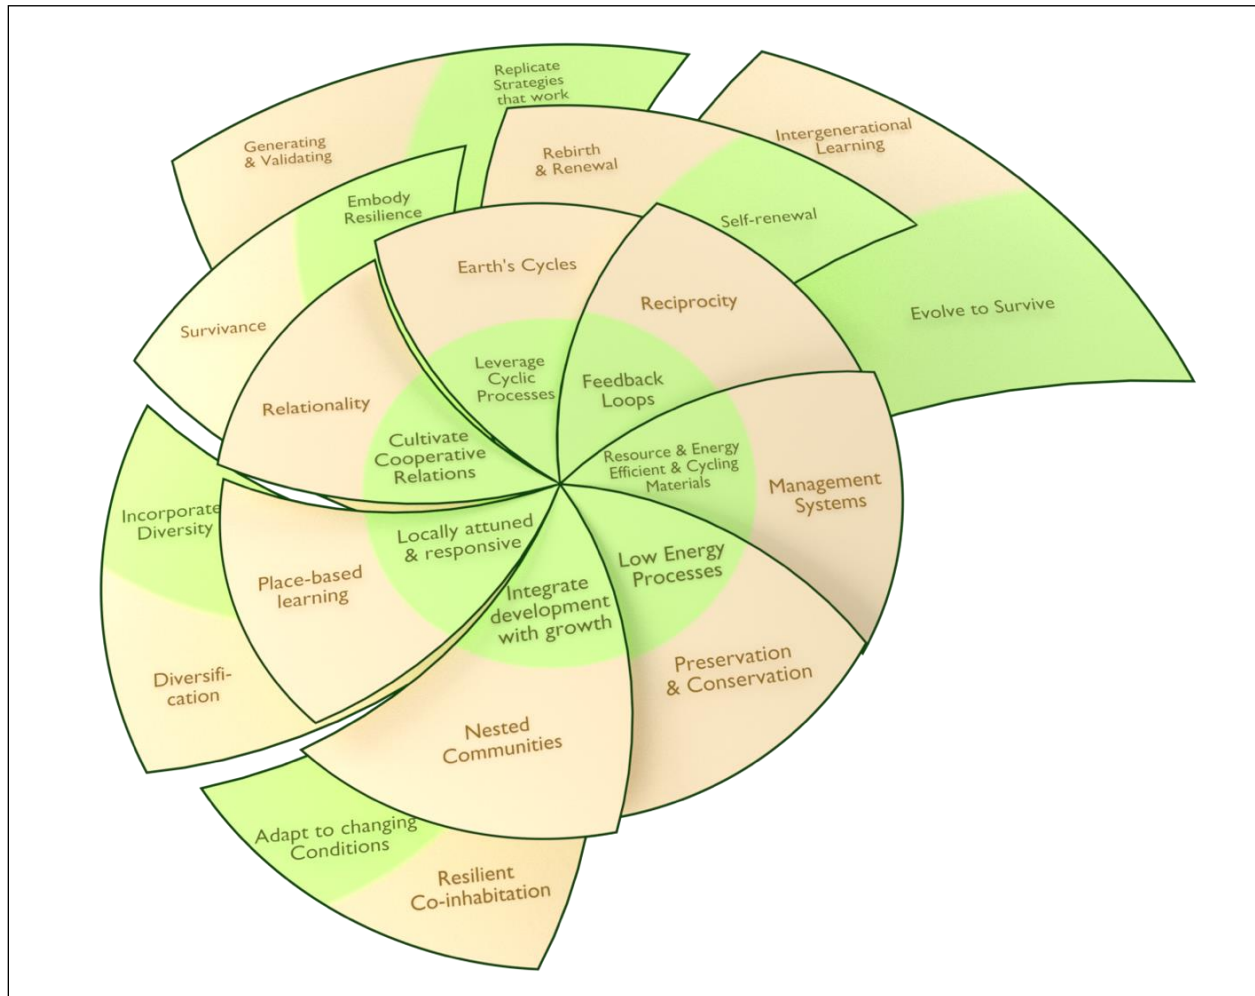 Replicate
Strategies
that work
Generating
& Validating
Intergenerational
Learning
Rebirth
& Renewal
Embody
Resilience
Self-renewal
Survivance
Earth's Cycles
Reciprocity
Evolve to Survive
Relationality
Leverage
Cyclic
Processes
Feedback
Loops
Cultivate
Cooperative
Relations
Resource & Energy
Efficient & Cycling
Materials
Management
Systems
Incorporate
Diversity
Locally attuned
& responsive
Low Energy
Processes
Place-based
learning
Integrate
development
with growth
Diversifi-
cation
Preservation
& Conservation
Nested
Communities
Adapt to changing
Conditions
Resilient
Co-inhabitation